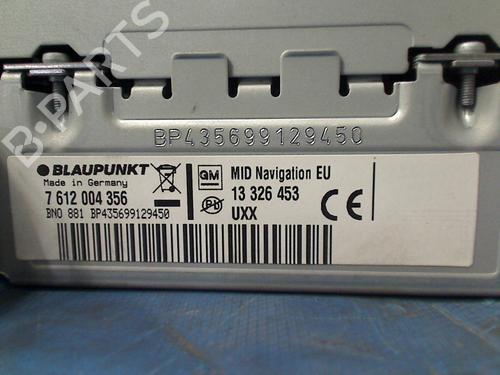 B-PARTS
BP435699129450
BLAUPUNKT
Made in Germany
7 612 004 356
BNO 881 BP435699129450
GM
Pb
MID Navigation EU
13 326 453
UXX
CE